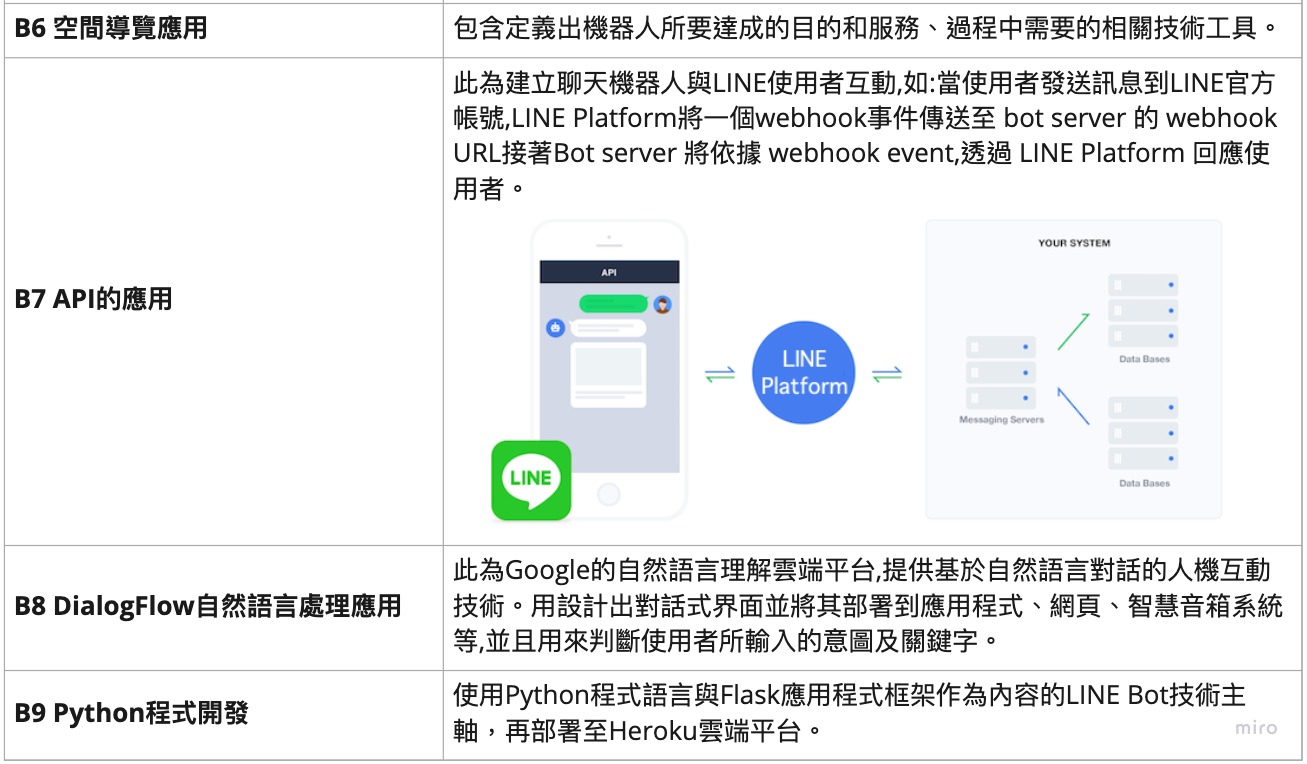 B6 空間導覽應用
包含定義出機器人所要達成的目的和服務、過程中需要的相關技術工具。
B7 API的應用
此為建立聊天機器人與LINE使用者互動,如:當使用者發送訊息到LINE官方
帳號,LINE Platform將一個webhook事件傳送至 bot server 的 webhook
URL接著Bot server 將依據 webhook event,透過 LINE Platform 回應使
用者。
API
LINE
LINE
Platform
YOUR SYSTEM
Messaging Servers
Data Bases
Data Bases
B8 DialogFlow自然語言處理應用
此為Google的自然語言理解雲端平台,提供基於自然語言對話的人機互動
技術。用設計出對話式界面並將其部署到應用程式、網頁、智慧音箱系統
等,並且用來判斷使用者所輸入的意圖及關鍵字。
B9 Python程式開發
使用Python程式語言與Flask應用程式框架作為內容的LINE Bot技術主
軸，再部署至Heroku雲端平台。
miro